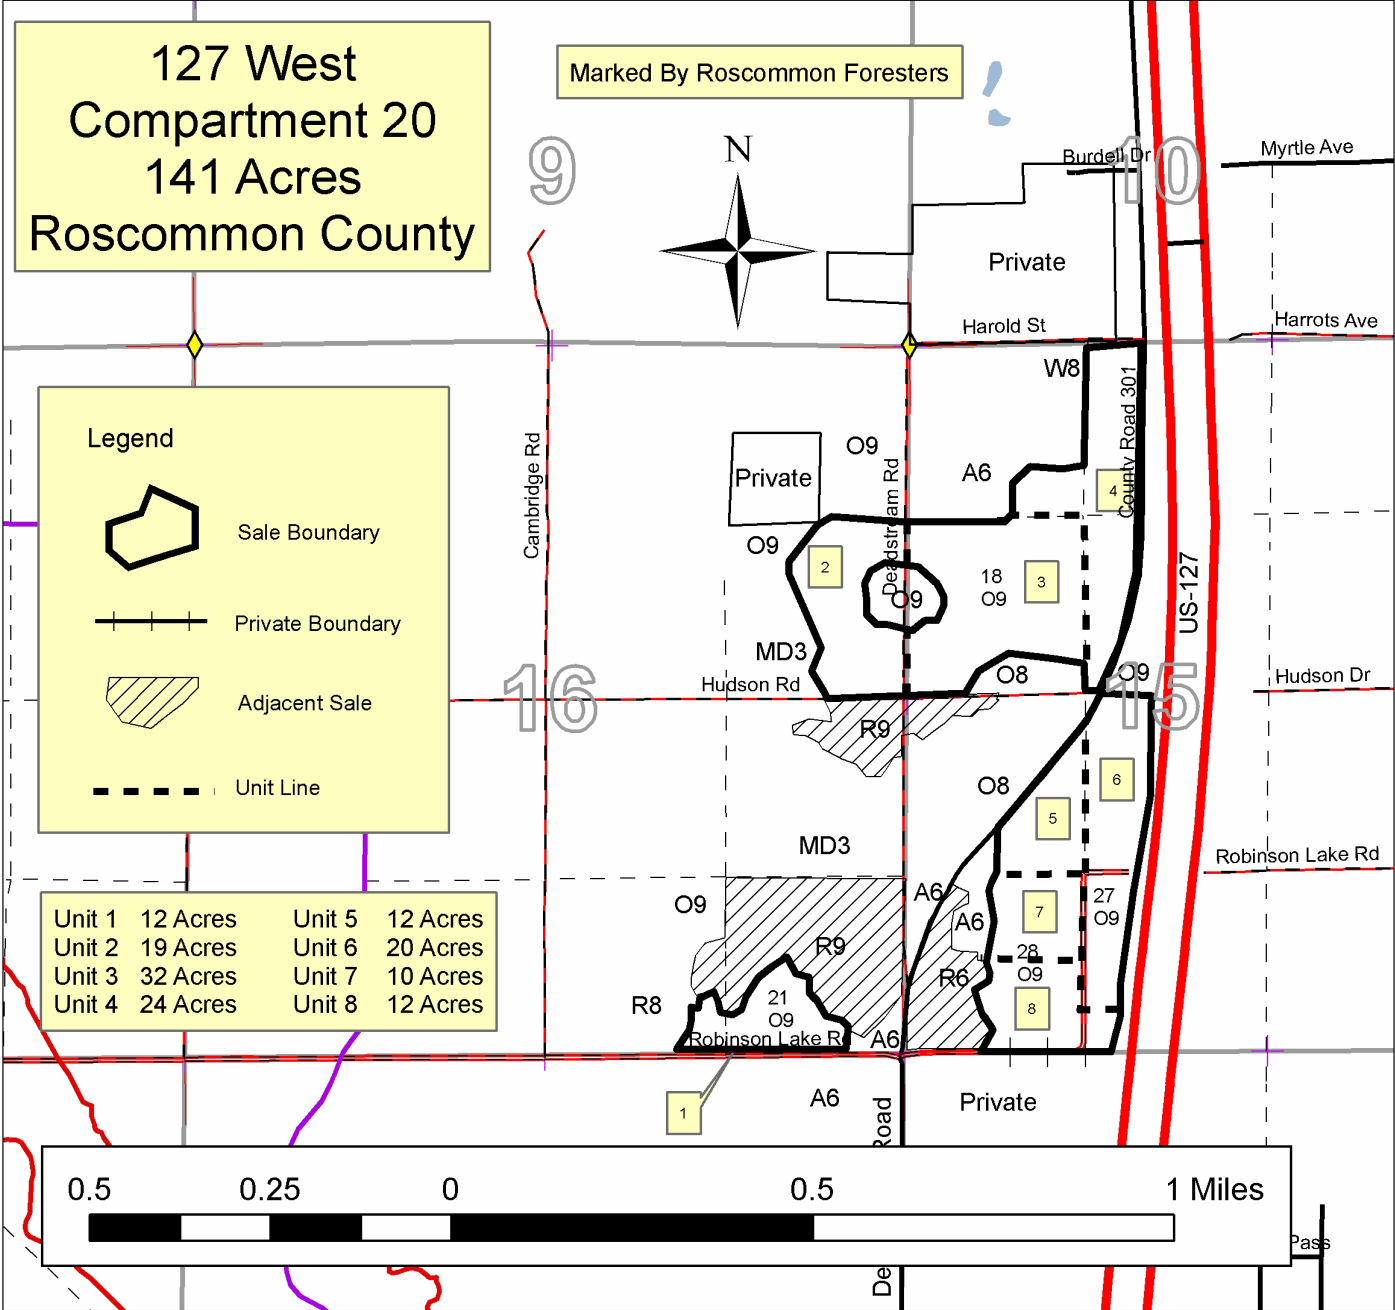 127 West
Compartment 20
141 Acres
Roscommon County
Marked By Roscommon Foresters
N
9
10
Burdell Dr
Myrtle Ave
Private
Harold St
Harrots Ave
W8
Legend
Sale Boundary
Private Boundary
Adjacent Sale
Unit Line
Cambridge Rd
Deadstream Rd
County Road 301
US-127
O9
A6
Private
4
O9
2
18
O9
3
O9
MD3
O8
O9
Hudson Rd
Hudson Dr
16
15
R9
O8
6
5
MD3
Robinson Lake Rd
O9
A6
A6
7
27
O9
R9
28
O9
R6
R8
21
O9
8
Robinson Lake R
A6
Unit 1 12 Acres Unit 5 12 Acres
Unit 2 19 Acres Unit 6 20 Acres
Unit 3 32 Acres Unit 7 10 Acres
Unit 4 24 Acres Unit 8 12 Acres
1
A6
Private
De
Road
0.5 0.25 0 0.5 1 Miles
Pass